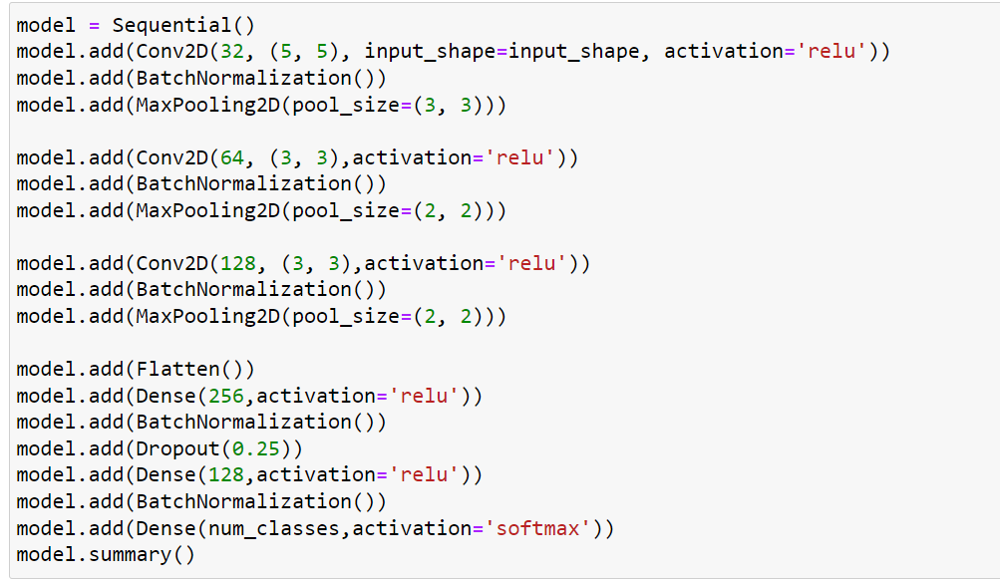 model = Sequential()
model.add(Conv2D(32, (5, 5), input_shape=input_shape, activation='relu'))
model.add(BatchNormalization())
model.add(MaxPooling2D(pool_size=(3, 3)))

model.add(Conv2D(64, (3, 3),activation='relu'))
model.add(BatchNormalization())
model.add(MaxPooling2D(pool_size=(2, 2)))

model.add(Conv2D(128, (3, 3),activation='relu'))
model.add(BatchNormalization())
model.add(MaxPooling2D(pool_size=(2, 2)))

model.add(Flatten())
model.add(Dense(256,activation='relu'))
model.add(BatchNormalization())
model.add(Dropout(0.25))
model.add(Dense(128,activation='relu'))
model.add(BatchNormalization())
model.add(Dense(num_classes,activation='softmax'))
model.summary()